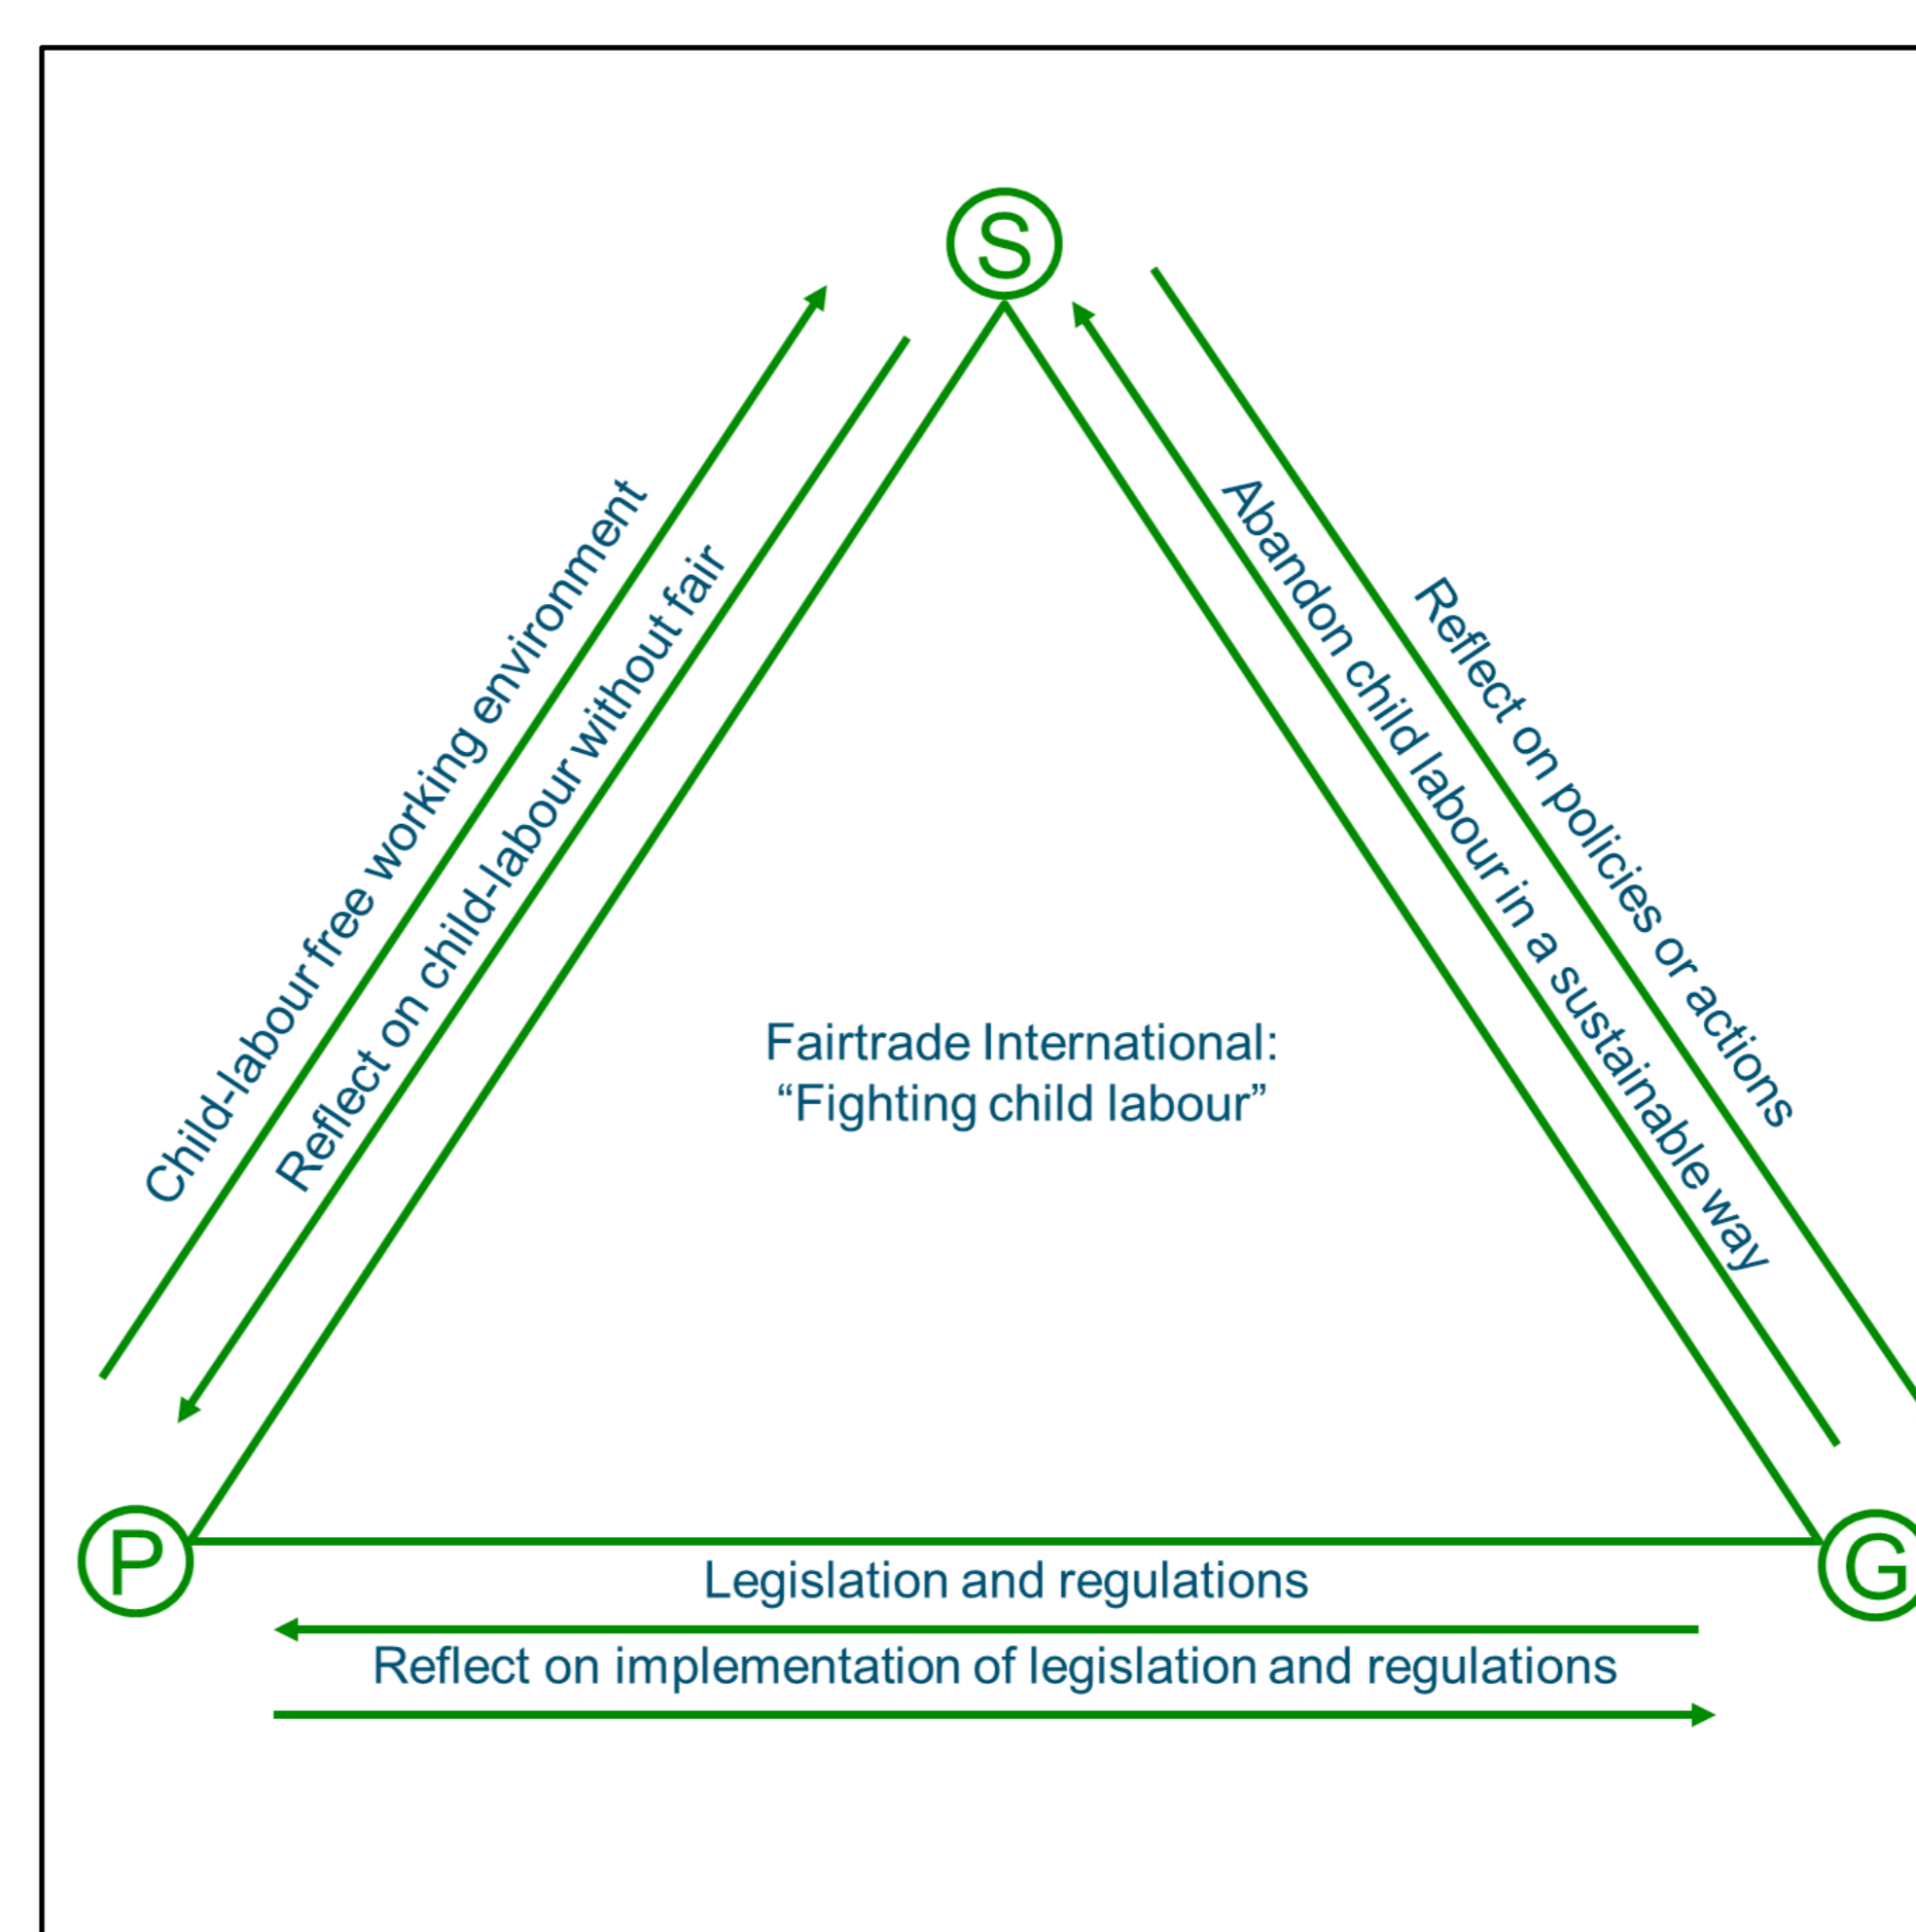 S
Child-labour free working environment
Reflect on child-labour without fair
Abandon child labour in a sustainable way
Reflect on policies or actions
Fairtrade International:
“Fighting child labour”
P
G
Legislation and regulations
Reflect on implementation of legislation and regulations